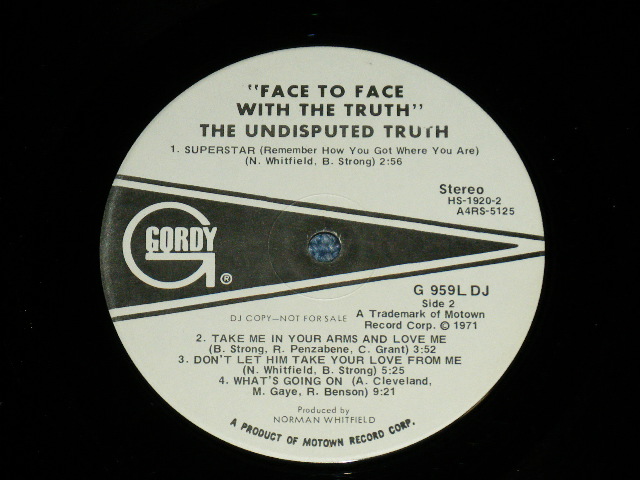 "FACE TO FACE
WITH THE TRUTH"
THE UNDISPUTED TRUTH
1. SUPERSTAR (Remember How You Got Where You Are)
(N. Whitfield, B. Strong) 2:56
Stereo
HS-1920-2
A4RS-5125
GORDY
®
G 959L DJ
Side 2
DJ COPY—NOT FOR SALE
A Trademark of Motown
Record Corp. © 1971
2. TAKE ME IN YOUR ARMS AND LOVE ME
(B. Strong, R. Penzabene, C. Grant) 3:52
3. DON'T LET HIM TAKE YOUR LOVE FROM ME
(N. Whitfield, B. Strong) 5:25
4. WHAT'S GOING ON (A. Cleveland,
M. Gaye, R. Benson) 9:21
Produced by
NORMAN WHITFIELD
A PRODUCT OF MOTOWN RECORD CORP.